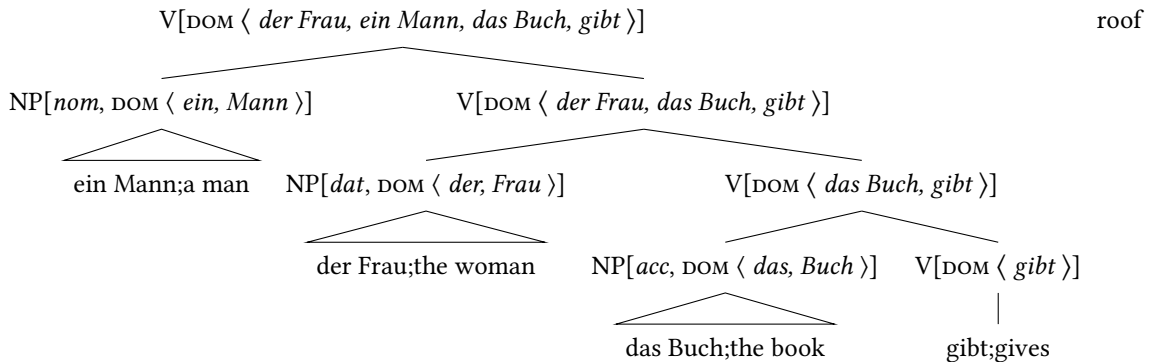 V[DOM ⟨ der Frau, ein Mann, das Buch, gibt ⟩] roof
NP[nom, DOM ⟨ ein, Mann ⟩] V[DOM ⟨ der Frau, das Buch, gibt ⟩]
ein Mann;a man NP[dat, DOM ⟨ der, Frau ⟩] V[DOM ⟨ das Buch, gibt ⟩]
der Frau;the woman NP[acc, DOM ⟨ das, Buch ⟩] V[DOM ⟨ gibt ⟩]
das Buch;the book gibt;gives